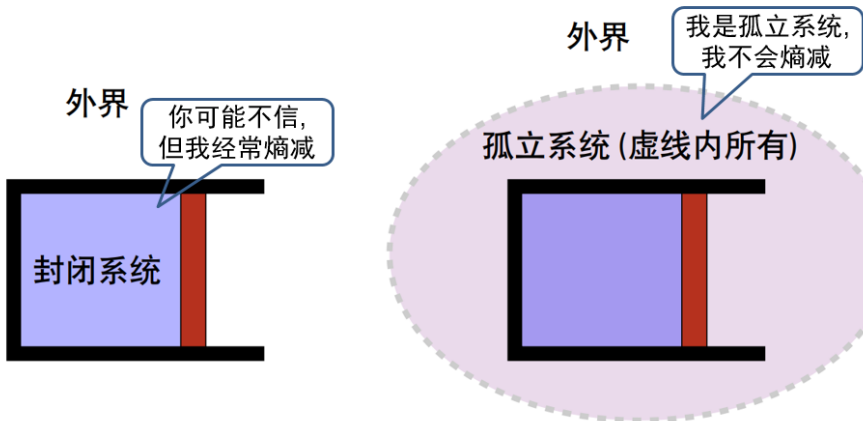 外界
你可能不信,
但我经常熵减
封闭系统
外界
我是孤立系统,
我不会熵减
孤立系统 (虚线内所有)